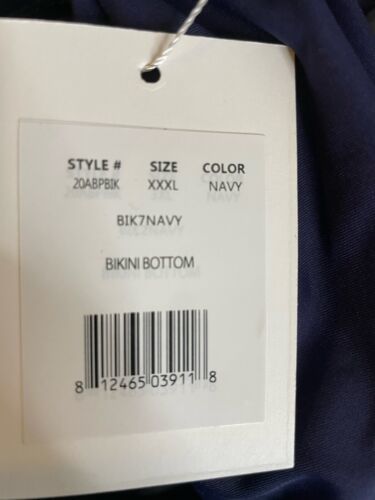 STYLE # SIZE COLOR
20ABPBIK XXXL NAVY
BIK7NAVY
BIKINI BOTTOM
8 12465 03911 8